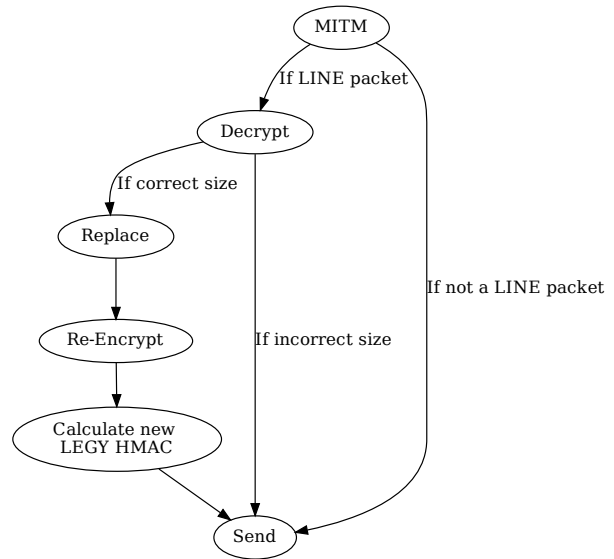 MITM
If LINE packet
Decrypt
If correct size
Replace
If not a LINE packet
Re-Encrypt
If incorrect size
Calculate new
LEGY HMAC
Send